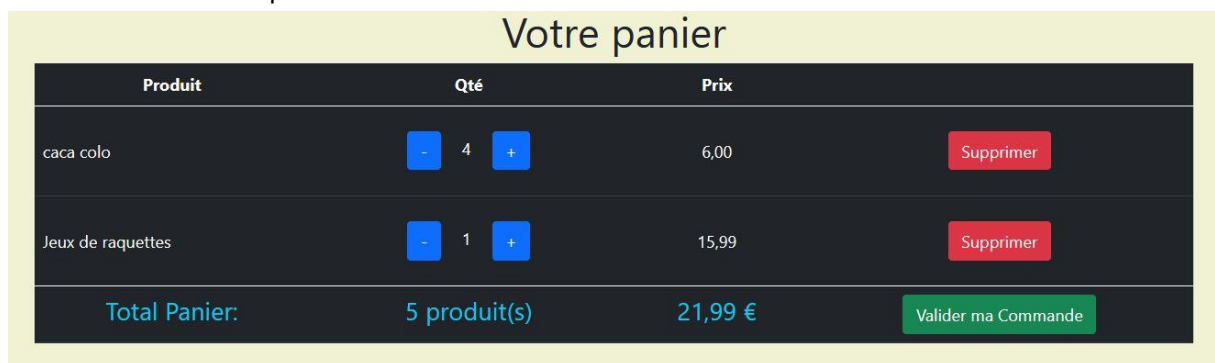 Votre panier
Produit Qté Prix
caca colo - 4 + 6,00 Supprimer
Jeux de raquettes - 1 + 15,99 Supprimer
Total Panier: 5 produit(s) 21,99 € Valider ma Commande